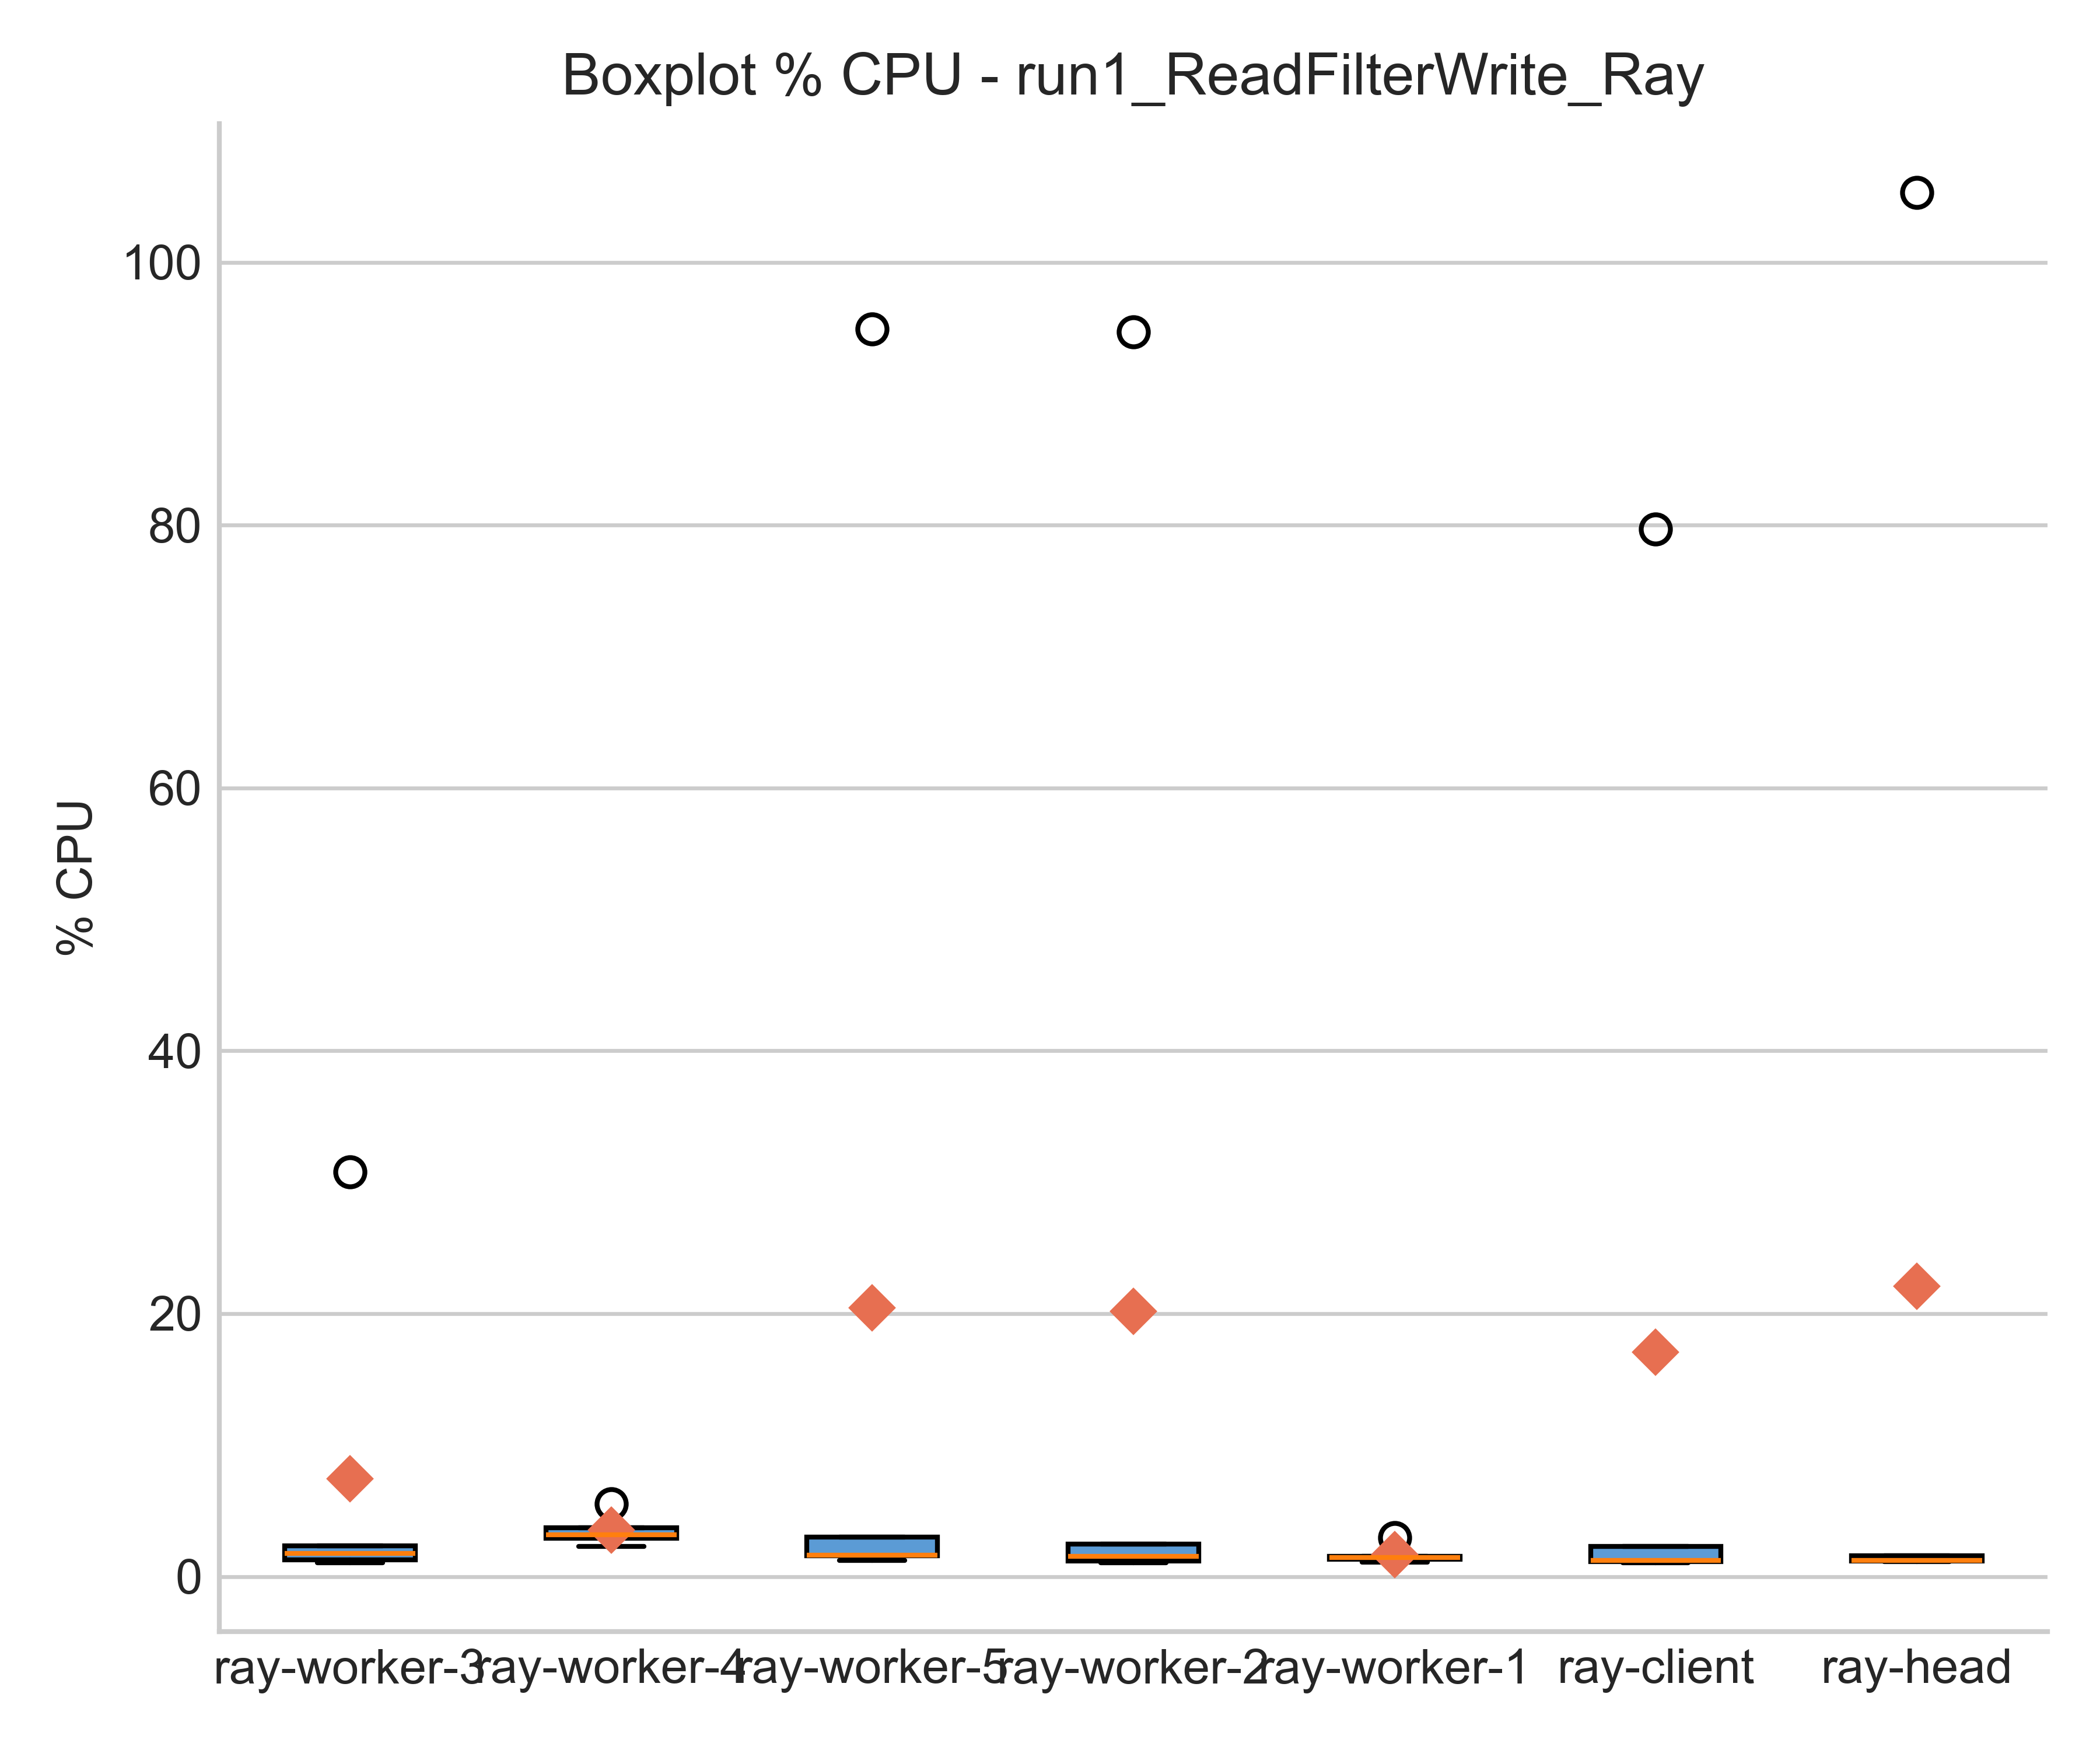 Boxplot % CPU - run1_ReadFilterWrite_Ray
100
80
60
40
20
0
% CPU
ray-worker-3 ray-worker-4 ray-worker-5 ray-worker-2 ray-worker-1 ray-client ray-head